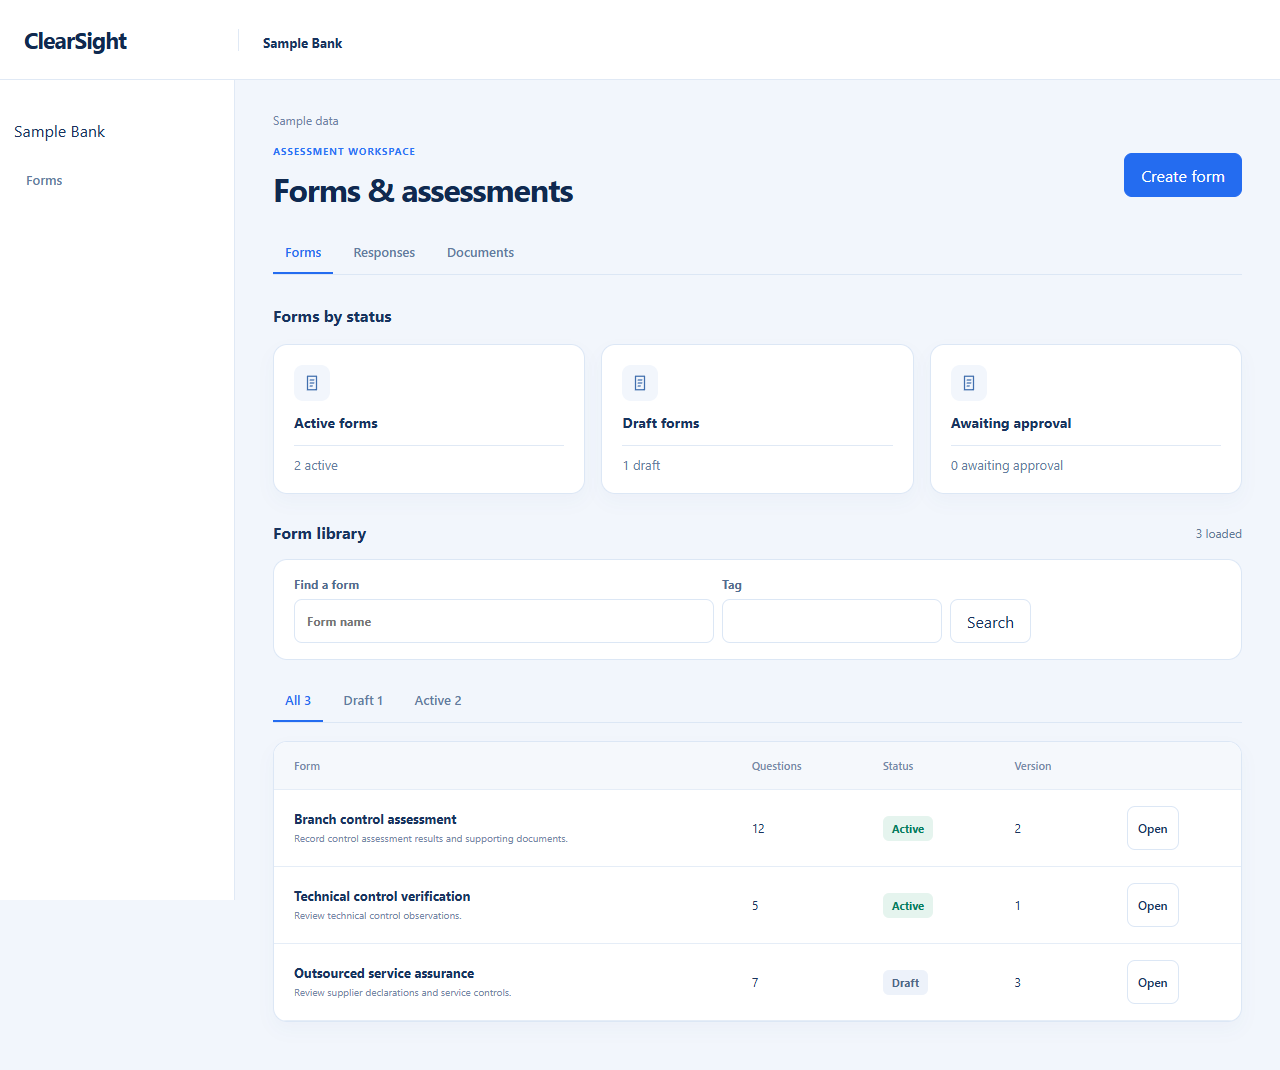 ClearSight
Sample Bank
Sample Bank
Forms
Sample data
ASSESSMENT WORKSPACE
Forms & assessments
Create form
Forms Responses Documents
Forms by status
Active forms
2 active
Draft forms
1 draft
Awaiting approval
0 awaiting approval
Form library
3 loaded
Find a form
Tag
Form name
Search
All 3 Draft 1 Active 2
Form Questions Status Version
Branch control assessment
Record control assessment results and supporting documents.
12 Active 2 Open
Technical control verification
Review technical control observations.
5 Active 1 Open
Outsourced service assurance
Review supplier declarations and service controls.
7 Draft 3 Open